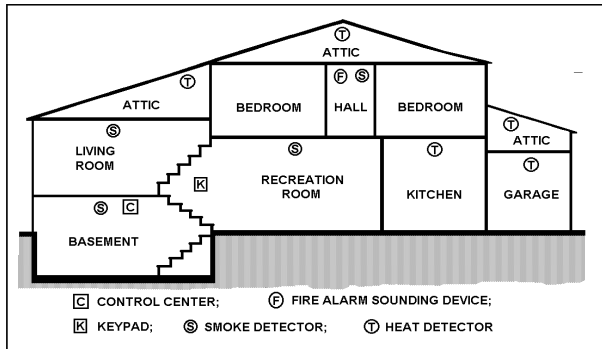 T
ATTIC
T
ATTIC
BEDROOM
F S
HALL
BEDROOM
T
ATTIC
S
LIVING
ROOM
S
RECREATION
ROOM
T
KITCHEN
T
GARAGE
K
S C
BASEMENT
C CONTROL CENTER; F FIRE ALARM SOUNDING DEVICE;
K KEYPAD; S SMOKE DETECTOR; T HEAT DETECTOR